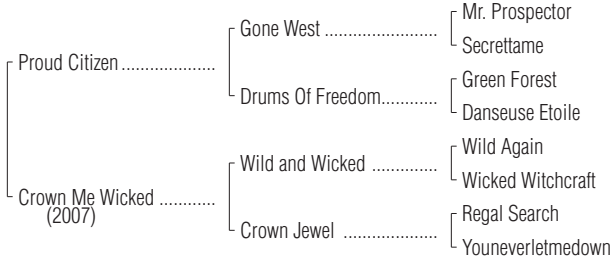 Mr. Prospector
Gone West ........................
Secrettame
Proud Citizen ....................
Green Forest
Drums Of Freedom............
Danseuse Etoile
Wild Again
Wild and Wicked ..............
Wicked Witchcraft
Crown Me Wicked ............
(2007)
Regal Search
Crown Jewel ....................
Youneverletmedown